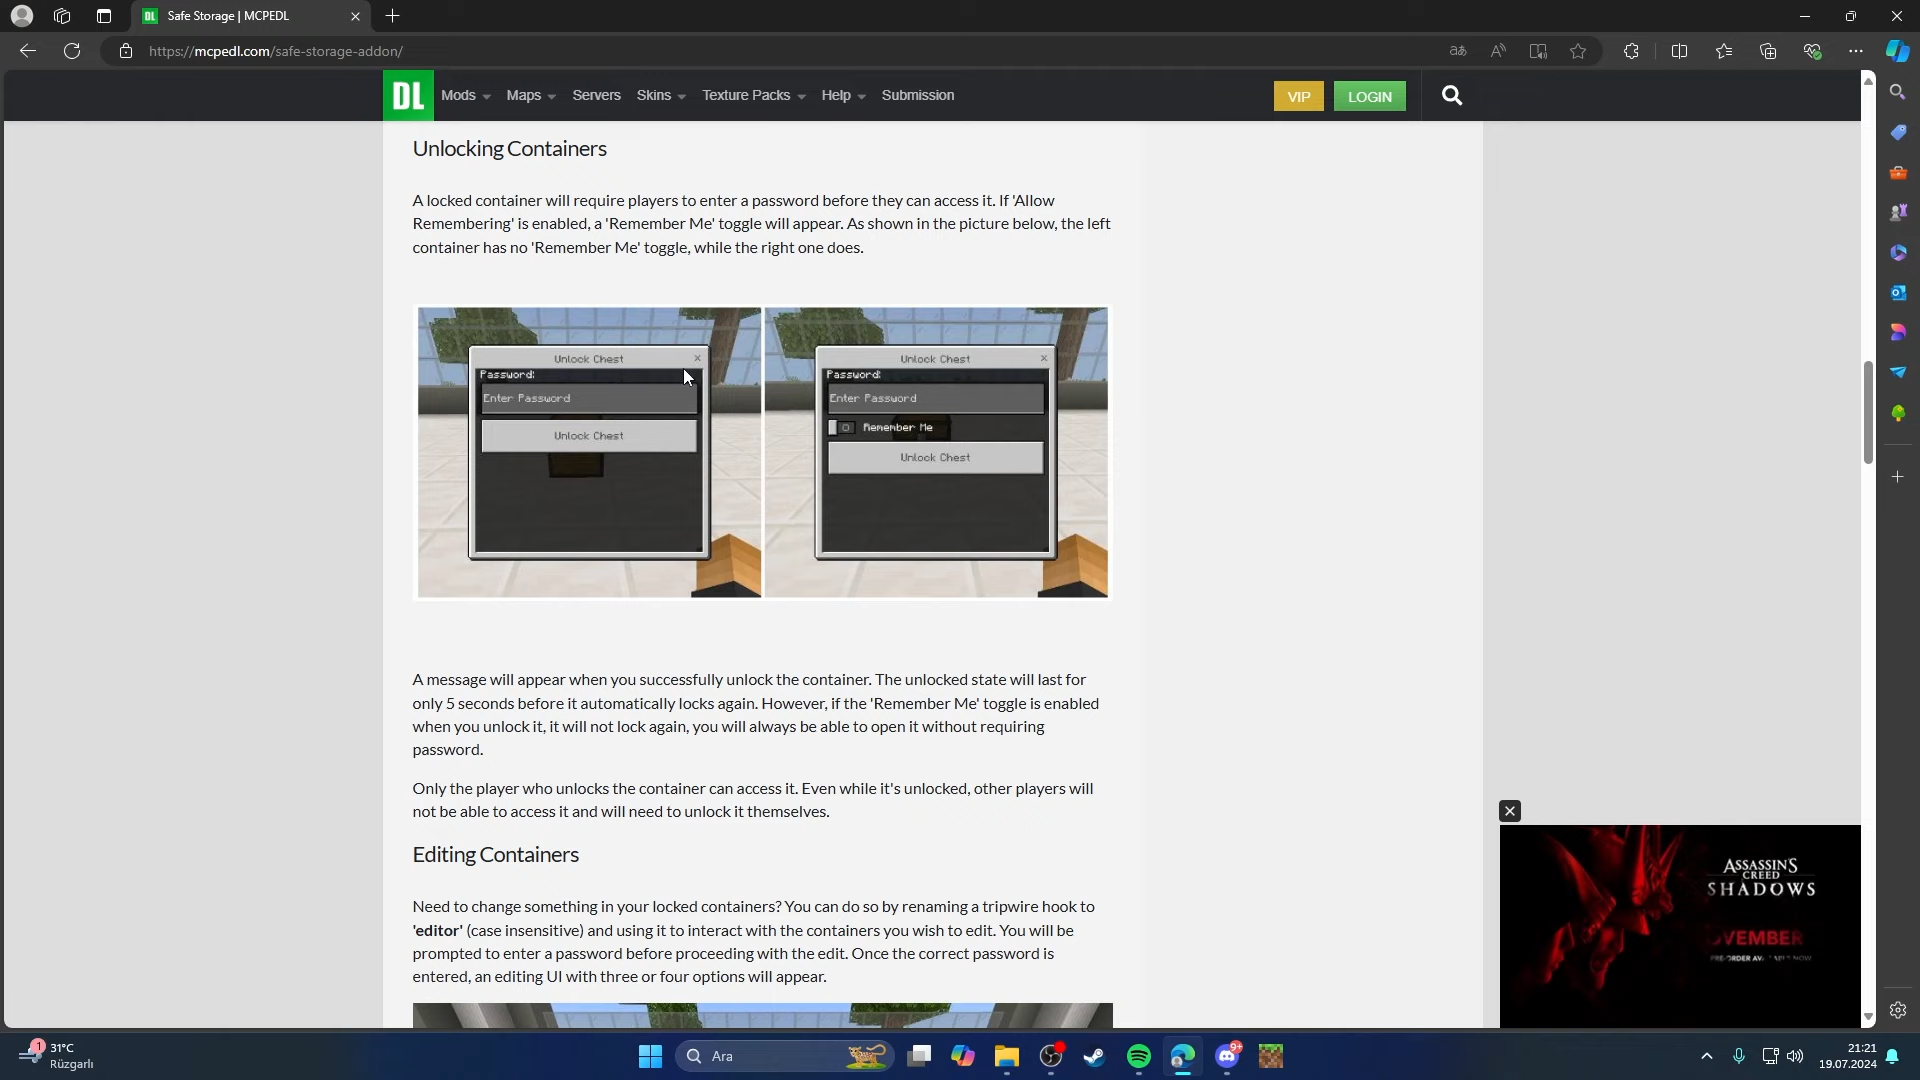 Safe Storage | MCPEDL
https://mcpedl.com/safe-storage-addon/
DL Mods Maps Servers Skins Texture Packs Help Submission VIP LOGIN
Unlocking Containers
A locked container will require players to enter a password before they can access it. If 'Allow
Remembering' is enabled, a 'Remember Me' toggle will appear. As shown in the picture below, the left
container has no 'Remember Me' toggle, while the right one does.
Unlock Chest
Password:
Enter Password
Unlock Chest
Unlock Chest
Password:
Enter Password
Remember Me
Unlock Chest
A message will appear when you successfully unlock the container. The unlocked state will last for
only 5 seconds before it automatically locks again. However, if the 'Remember Me' toggle is enabled
when you unlock it, it will not lock again, you will always be able to open it without requiring
password.
Only the player who unlocks the container can access it. Even while it's unlocked, other players will
not be able to access it and will need to unlock it themselves.
Editing Containers
Need to change something in your locked containers? You can do so by renaming a tripwire hook to
'editor' (case insensitive) and using it to interact with the containers you wish to edit. You will be
prompted to enter a password before proceeding with the edit. Once the correct password is
entered, an editing UI with three or four options will appear.
ASSASSIN'S
CREED
SHADOWS
1
31°C
Rüzgarlı
Ara
9+
21:21
19.07.2024